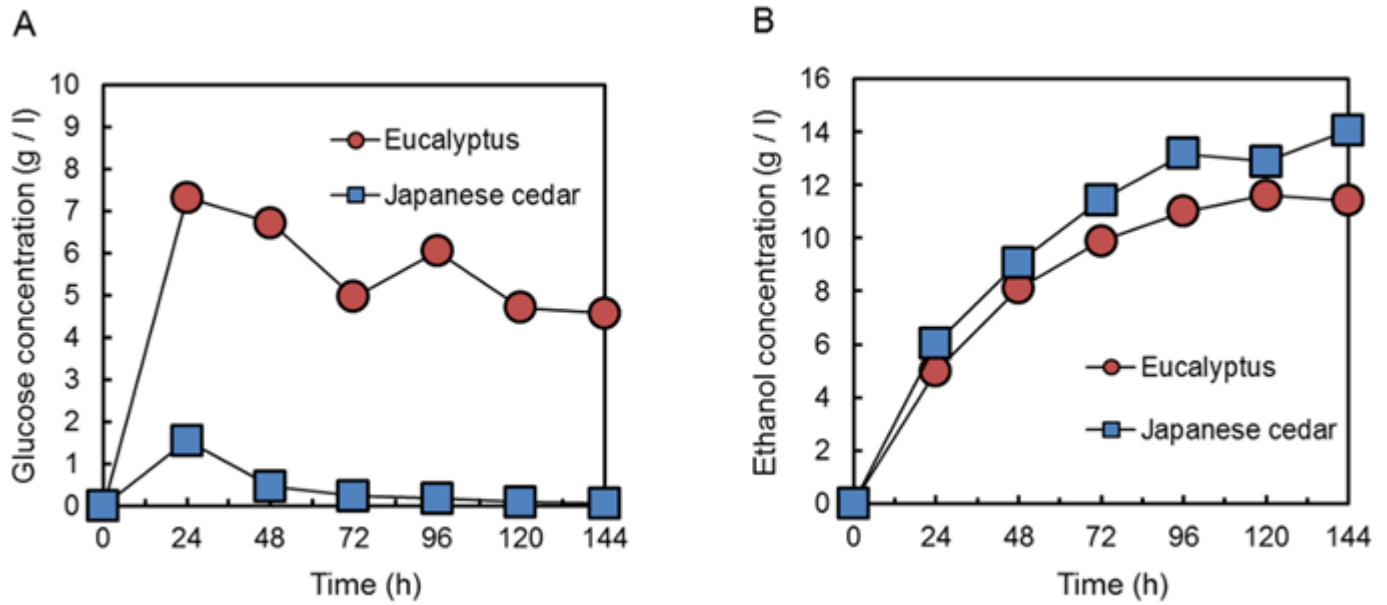 A
Glucose concentration (g / l)
10
9
8
7
6
5
4
3
2
1
0
Eucalyptus
Japanese cedar
0 24 48 72 96 120 144
Time (h)
B
Ethanol concentration (g / l)
16
14
12
10
8
6
4
2
0
Eucalyptus
Japanese cedar
0 24 48 72 96 120 144
Time (h)